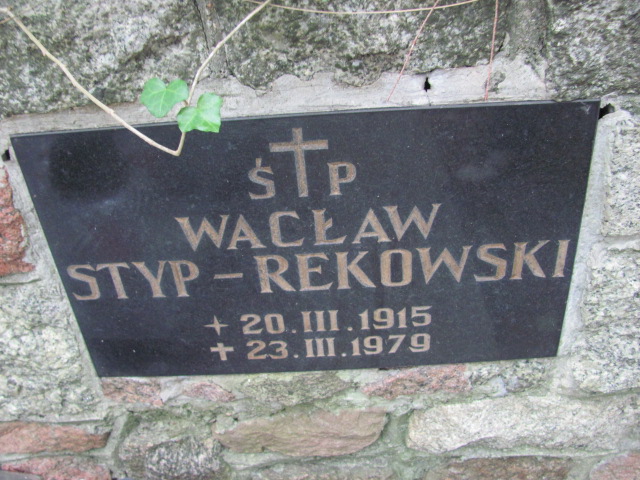 Ś✝P
WACŁAW
STYP-REKOWSKI
+ 20.III.1915
✝ 23.III.1979